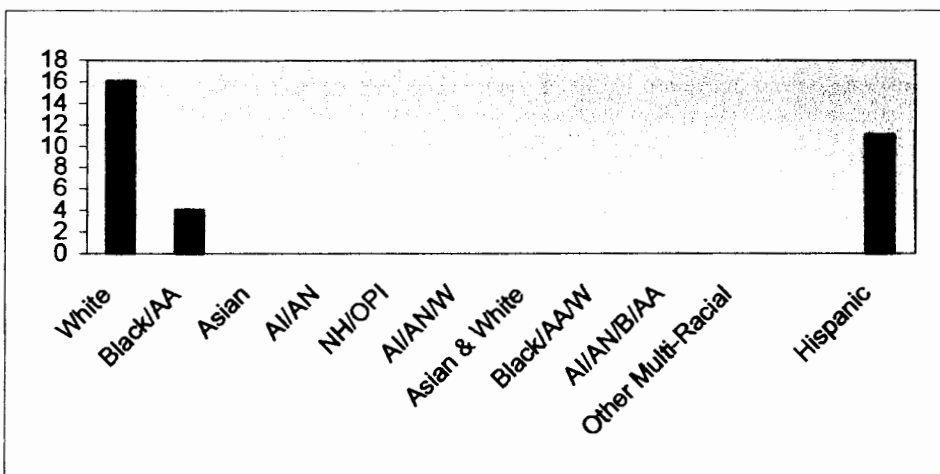 18
16
14
12
10
8
6
4
2
0
White
Black/AA
Asian
AI/AN
NH/OPI
AI/AN/W
Asian & White
Black/AA/W
AI/AN/B/AA
Other Multi-Racial
Hispanic